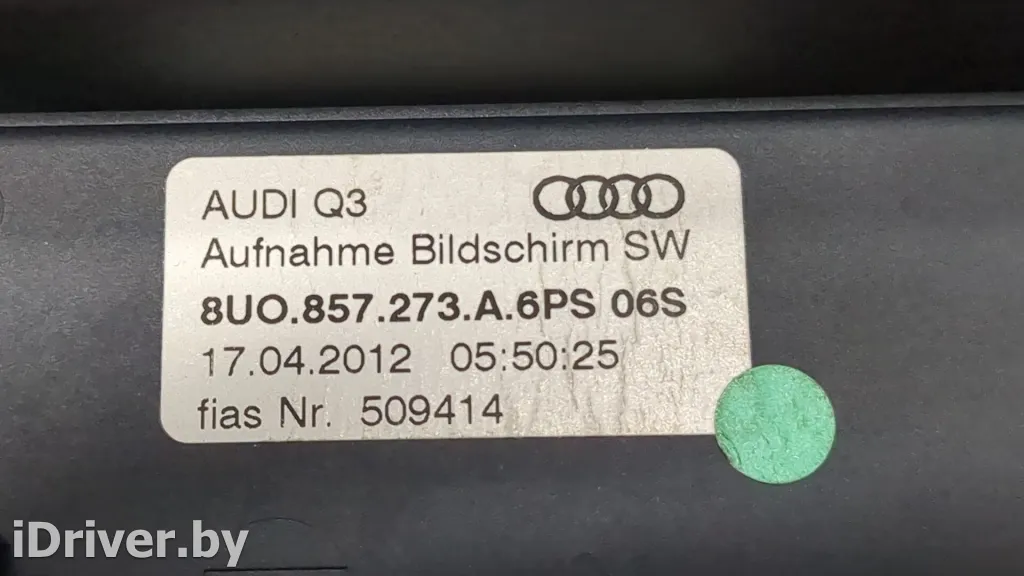 AUDI Q3
Aufnahme Bildschirm SW
8UO.857.273.A.6PS 06S
17.04.2012 05:50:25
fias Nr. 509414
iDriver.by